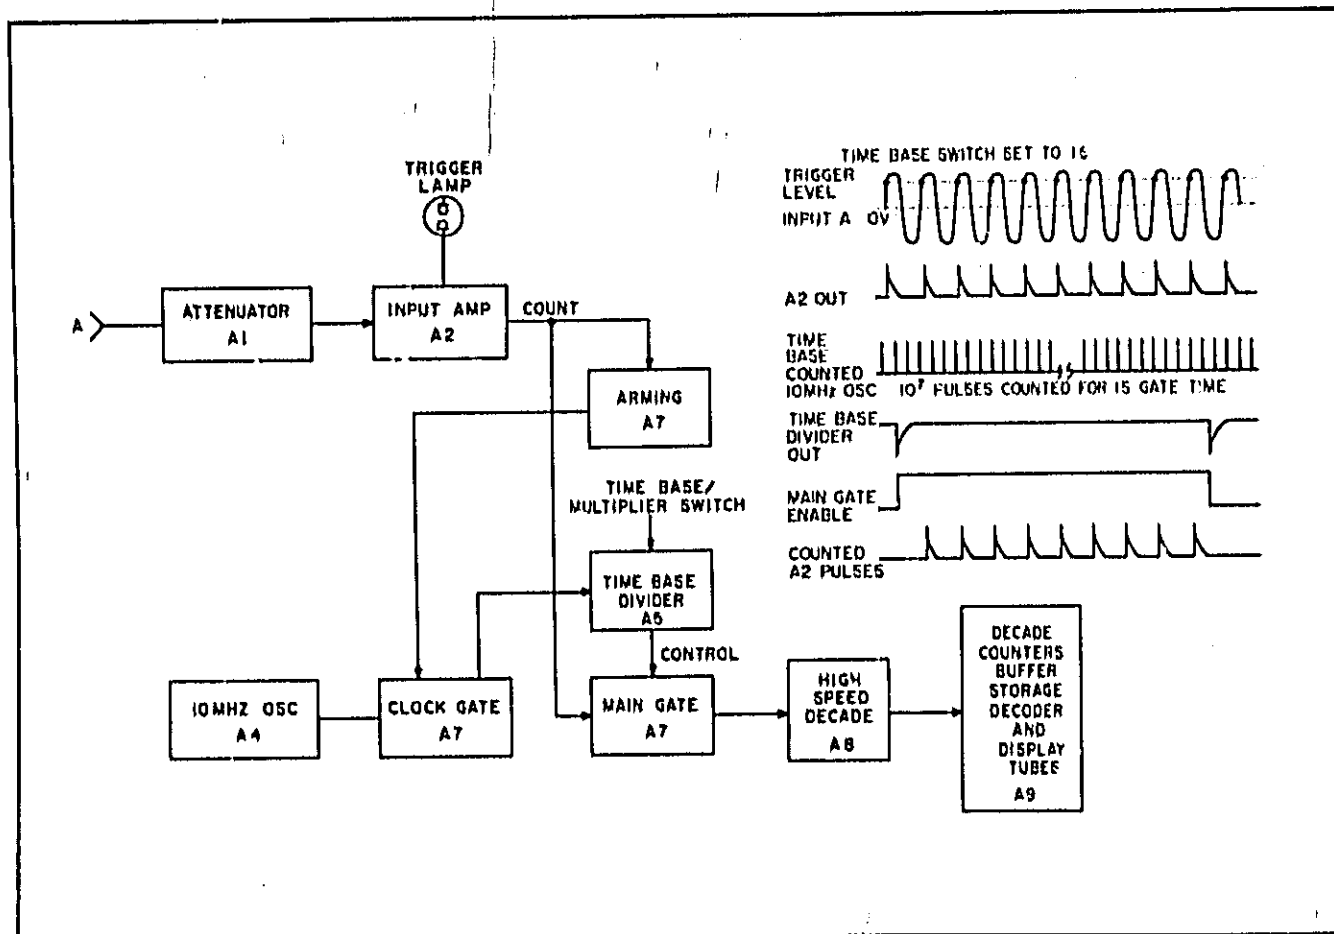 TRIGGER
LAMP
A
ATTENUATOR
A1
INPUT AMP
A2
COUNT
ARMING
A7
TIME BASE/
MULTIPLIER SWITCH
TIME BASE
DIVIDER
A5
CONTROL
10MHZ OSC
A4
CLOCK GATE
A7
MAIN GATE
A7
HIGH
SPEED
DECADE
A8
DECADE
COUNTERS
BUFFER
STORAGE
DECODER
AND
DISPLAY
TUBES
A9
TIME BASE SWITCH SET TO 1S
TRIGGER
LEVEL
INPUT A 0V
A2 OUT
TIME
BASE
COUNTED
10MHz OSC 10⁷ PULSES COUNTED FOR 1S GATE TIME
TIME BASE
DIVIDER
OUT
MAIN GATE
ENABLE
COUNTED
A2 PULSES